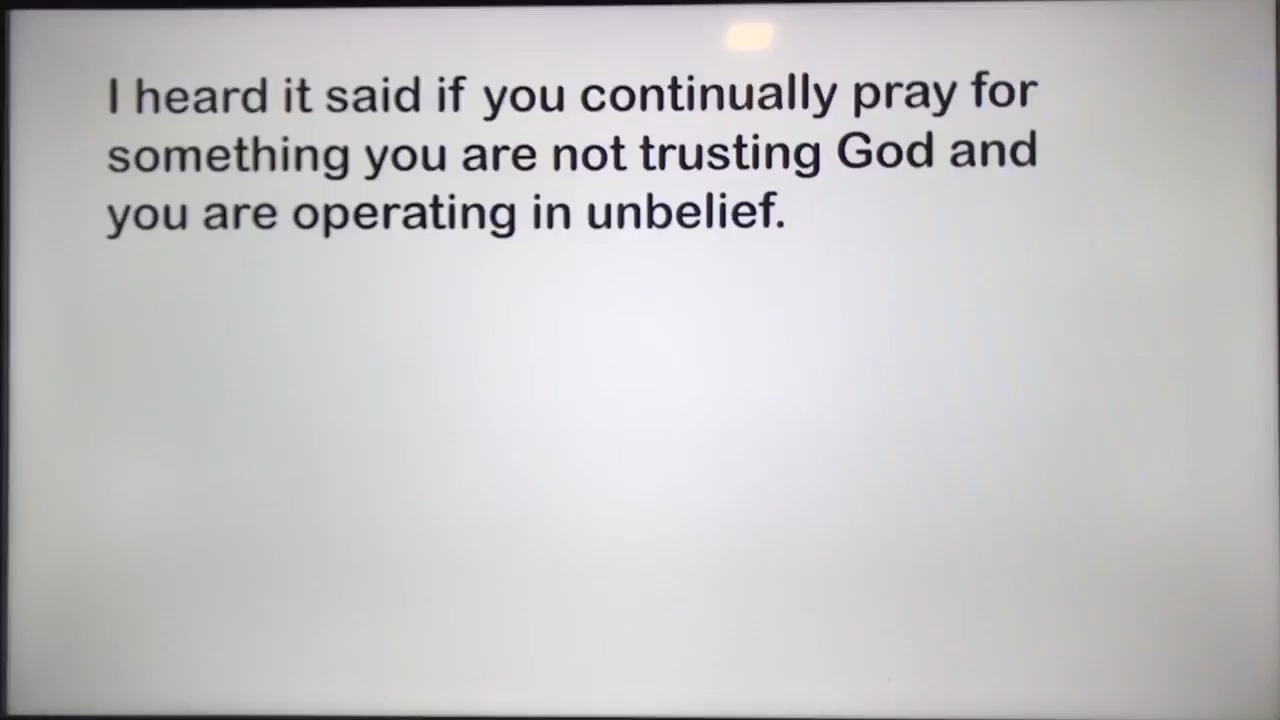 I heard it said if you continually pray for
something you are not trusting God and
you are operating in unbelief.